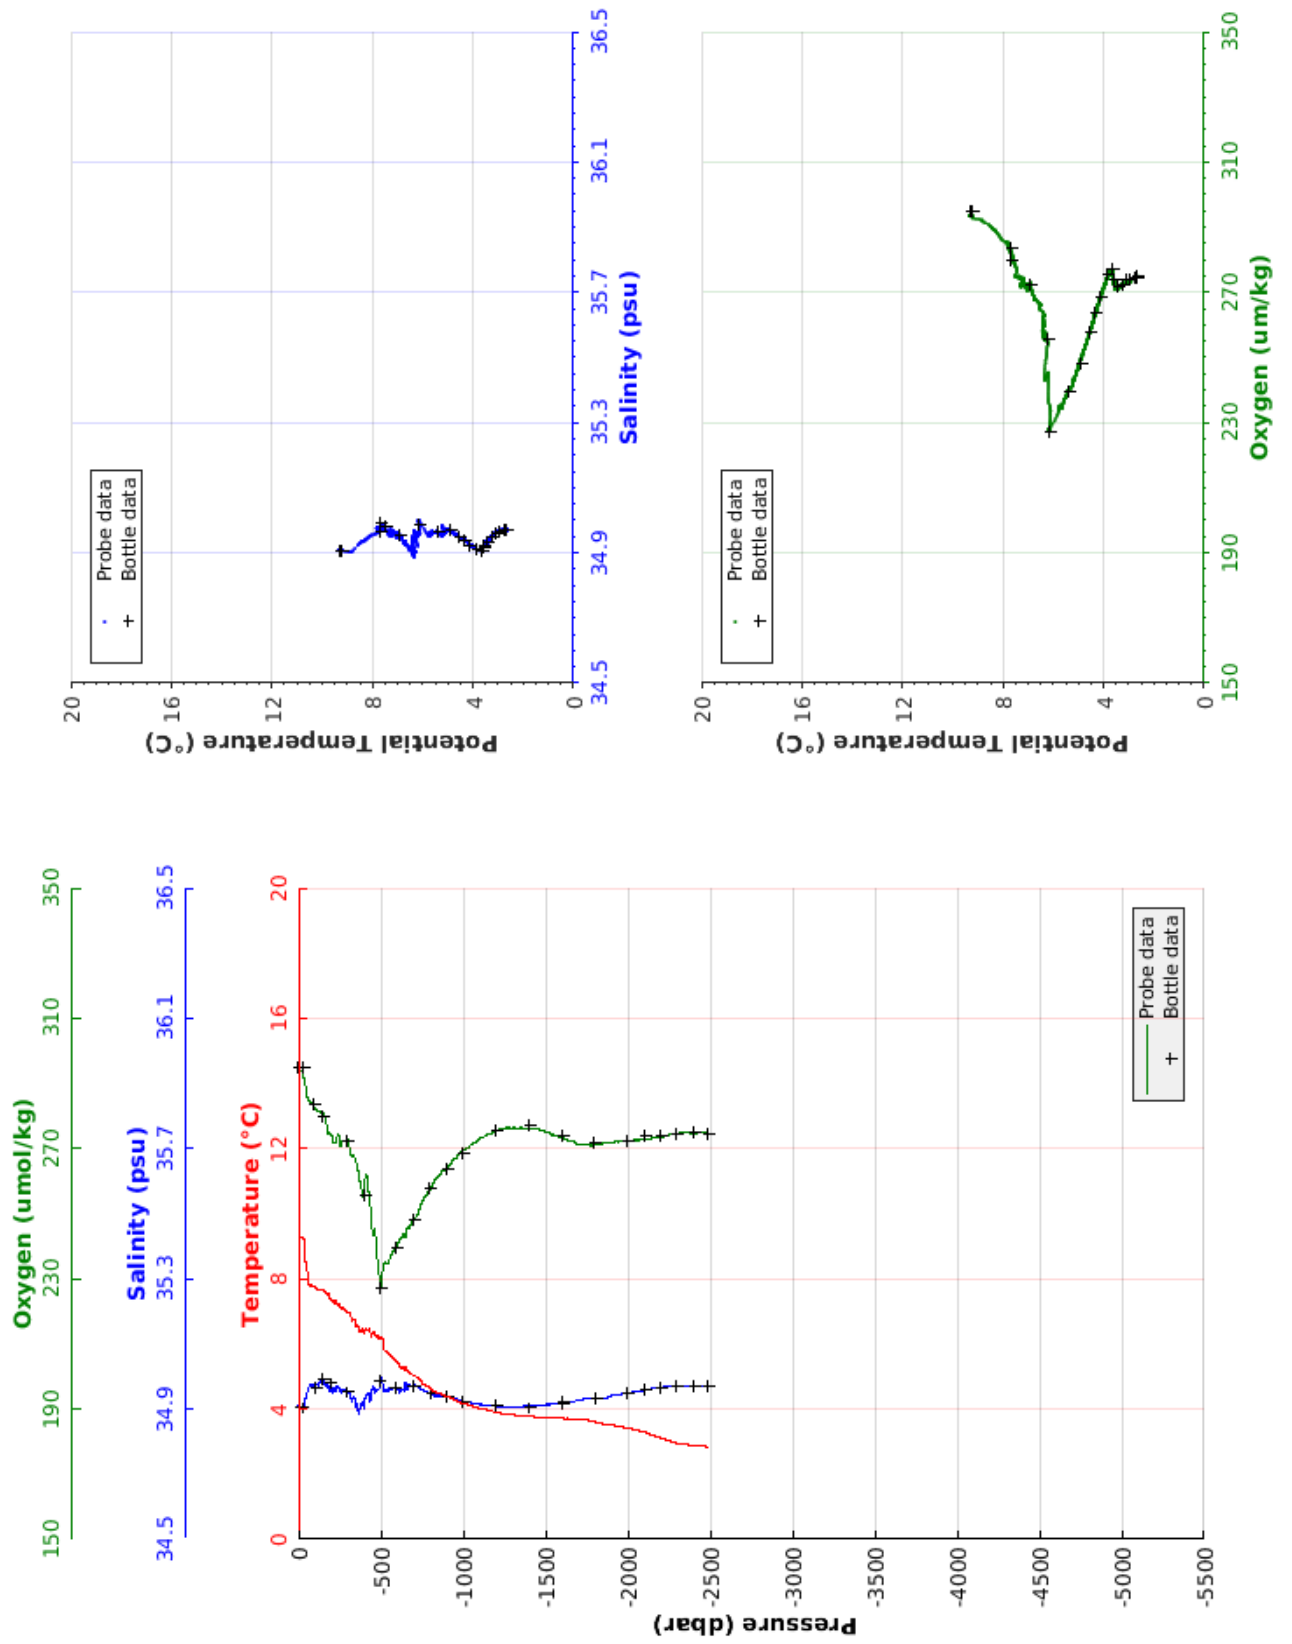 Oxygen (umol/kg)
150 190 230 270 310 350
Salinity (psu)
34.5 34.9 35.3 35.7 36.1 36.5
Temperature (°C)
0 4 8 12 16 20
Pressure (dbar)
0
-500
-1000
-1500
-2000
-2500
-3000
-3500
-4000
-4500
-5000
-5500
Probe data
Bottle data
Potential Temperature (°C)
20
16
12
8
4
0
Probe data
Bottle data
34.5 34.9 35.3 35.7 36.1 36.5
Salinity (psu)
Potential Temperature (°C)
20
16
12
8
4
0
Probe data
Bottle data
150 190 230 270 310 350
Oxygen (um/kg)